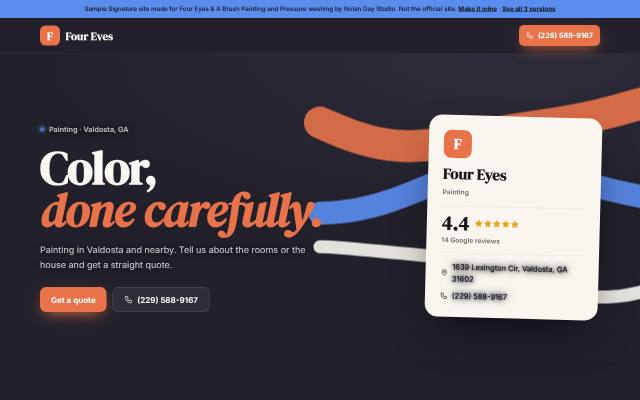 Sample Signature site made for Four Eyes & A Brush Painting and Pressure washing by Nolan Day Studio. Not the official site. Make it mine · See all 3 versions
F Four Eyes
(229) 588-9167
Painting · Valdosta, GA
Color,
done carefully.
Painting in Valdosta and nearby. Tell us about the rooms or the
house and get a straight quote.
Get a quote
(229) 588-9167
F
Four Eyes
Painting
4.4 ★★★★★
14 Google reviews
1639 Lexington Cir, Valdosta, GA
31602
(229) 588-9167